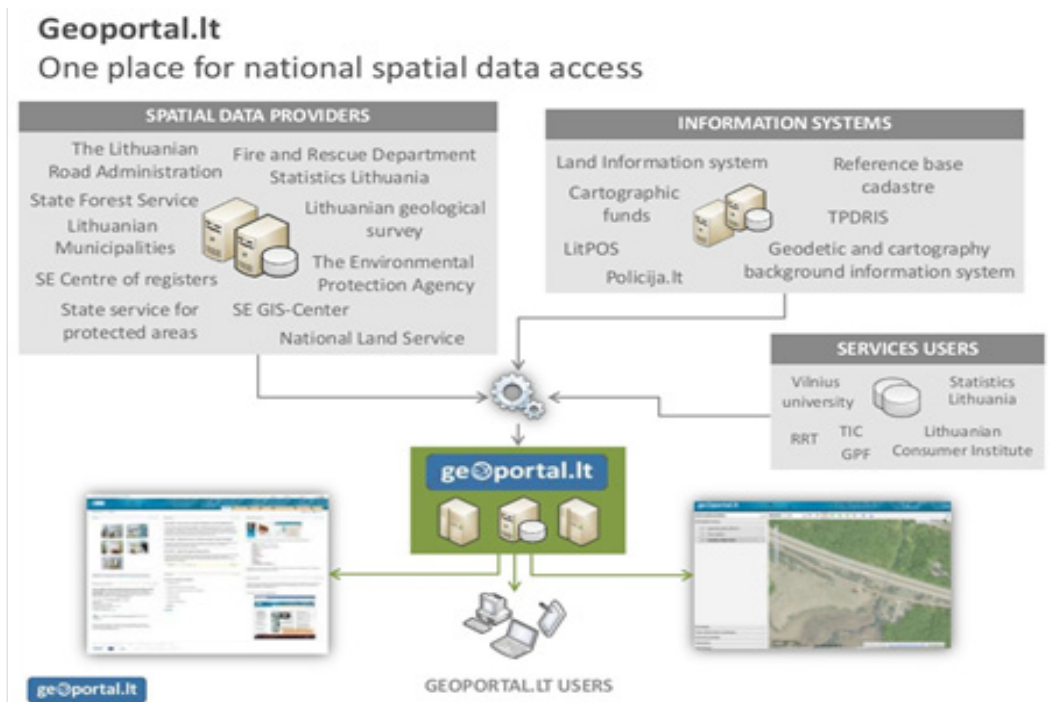 Geoportal.lt
One place for national spatial data access
SPATIAL DATA PROVIDERS
The Lithuanian
Road Administration
Fire and Rescue Department
Statistics Lithuania
State Forest Service
Lithuanian
Municipalities
Lithuanian geological
survey
SE Centre of registers
The Environmental
Protection Agency
State service for
protected areas
SE GIS-Center
National Land Service
INFORMATION SYSTEMS
Land Information system
Reference base
cadastre
Cartographic
funds
TPDRIS
LitPOS
Geodetic and cartography
background information system
Policija.lt
SERVICES USERS
Vilnius
university
Statistics
Lithuania
RRT
TIC
GPF
Lithuanian
Consumer Institute
geoportal.lt
geoportal.lt
GEOPORTAL.LT USERS
geoportal.lt